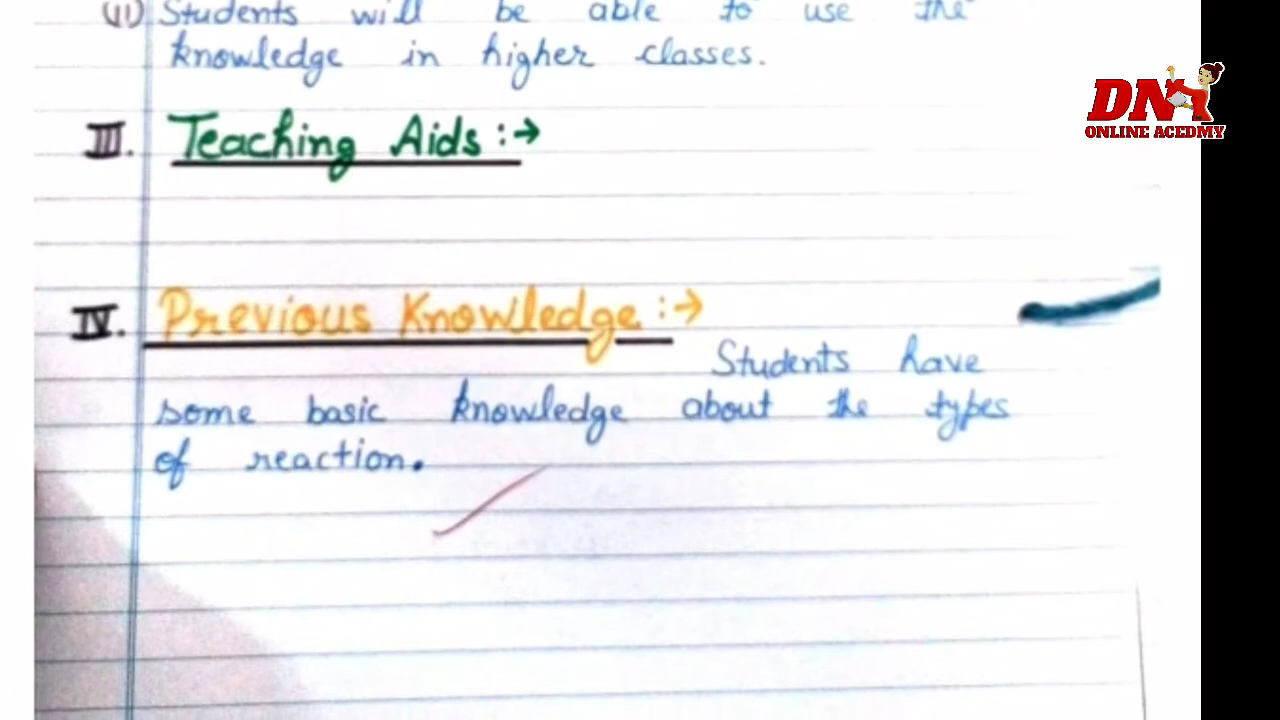 (ii) Students will be able to use the
knowledge in higher classes.
III. Teaching Aids :→
IV. Previous Knowledge :→
Students have
some basic knowledge about the types
of reaction.
DNA
ONLINE ACEDMY